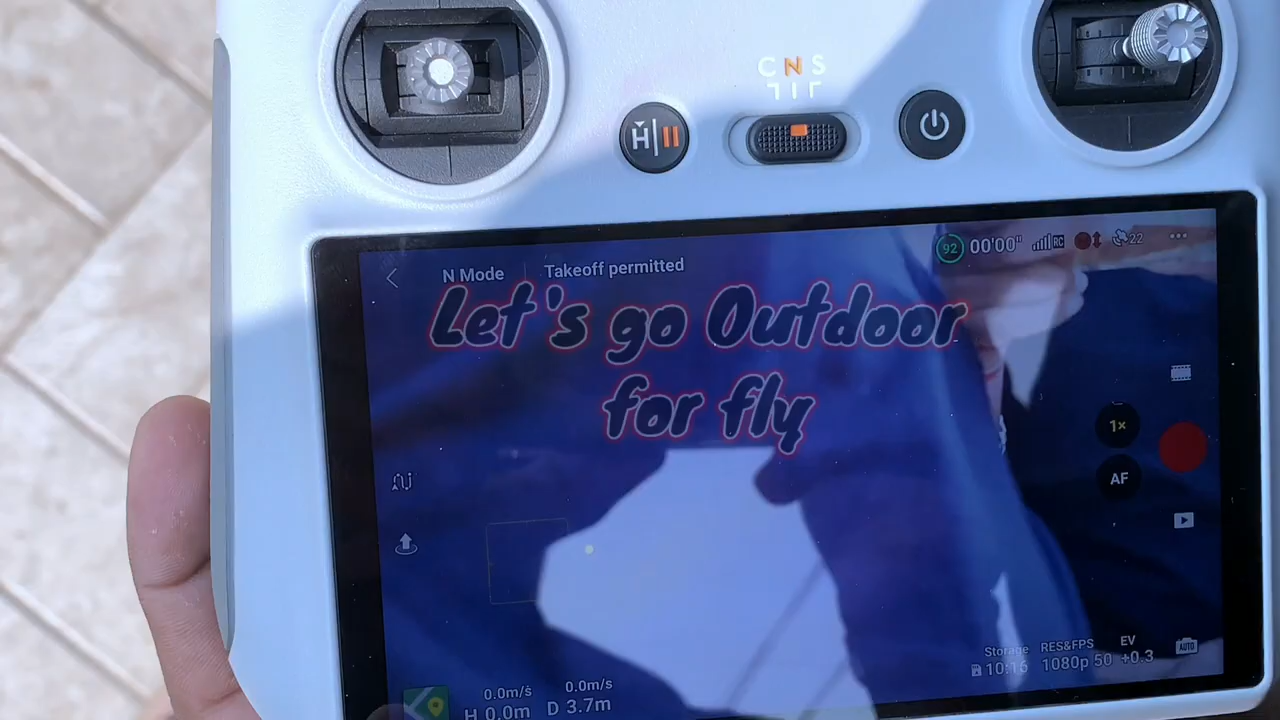 C N S
H
92 00'00" RC 22
N Mode Takeoff permitted
Let's go Outdoor
for fly
1×
AF
Storage RES&FPS EV
10:16 1080p 50 +0.3 AUTO
0.0m/s 0.0m/s
H 0.0m D 3.7m